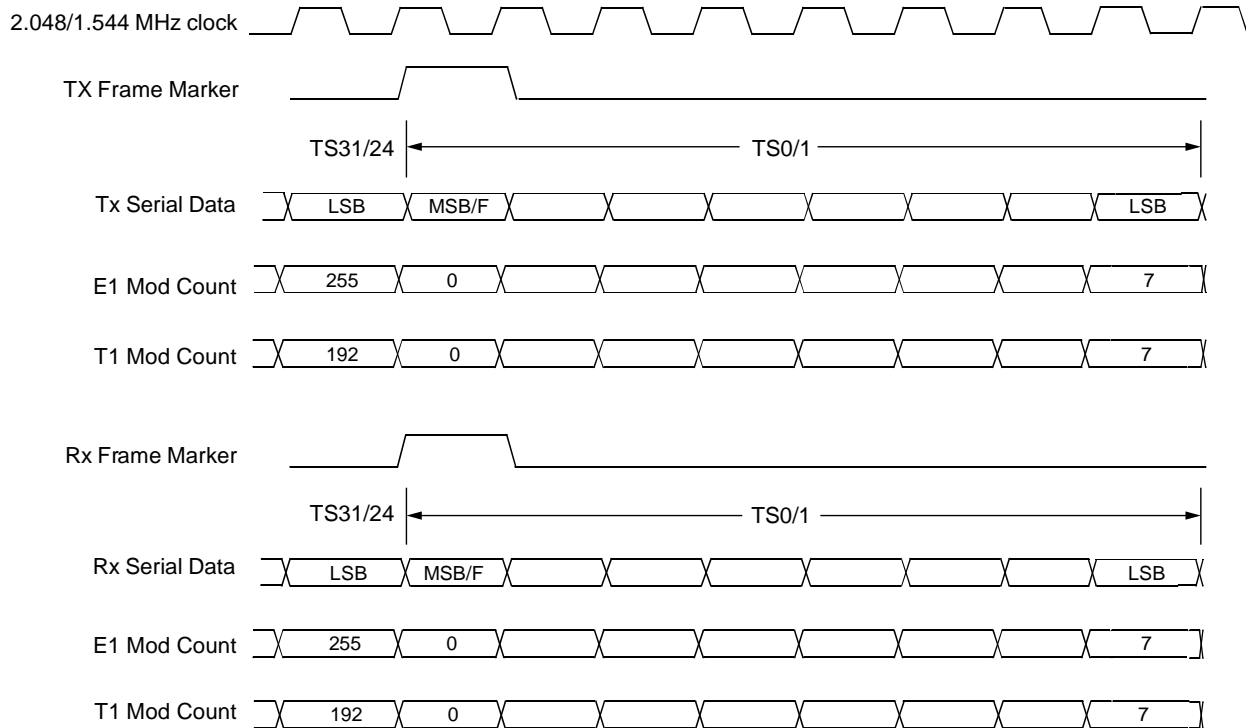 2.048/1.544 MHz clock
TX Frame Marker
TS31/24 TS0/1
Tx Serial Data LSB MSB/F LSB
E1 Mod Count 255 0 7
T1 Mod Count 192 0 7
Rx Frame Marker
TS31/24 TS0/1
Rx Serial Data LSB MSB/F LSB
E1 Mod Count 255 0 7
T1 Mod Count 192 0 7